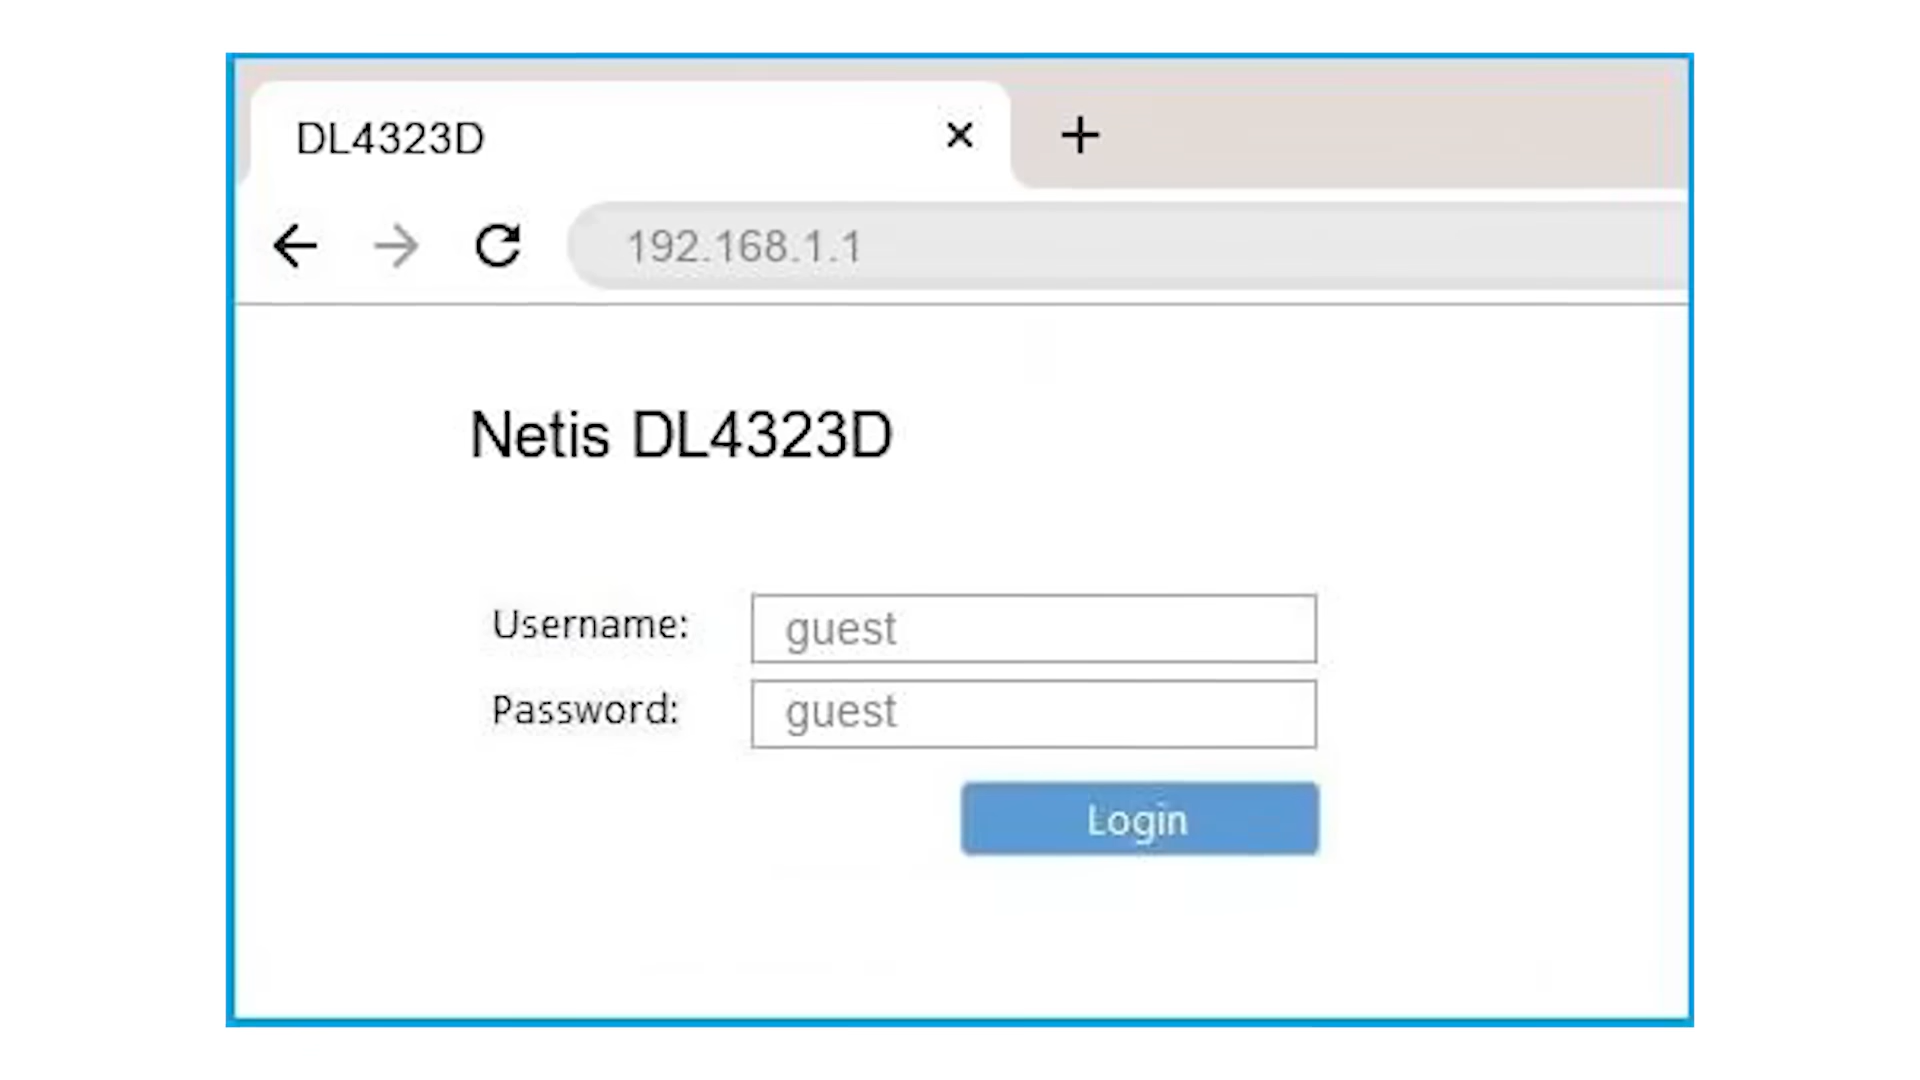 DL4323D
192.168.1.1
Netis DL4323D
Username: guest
Password: guest
Login